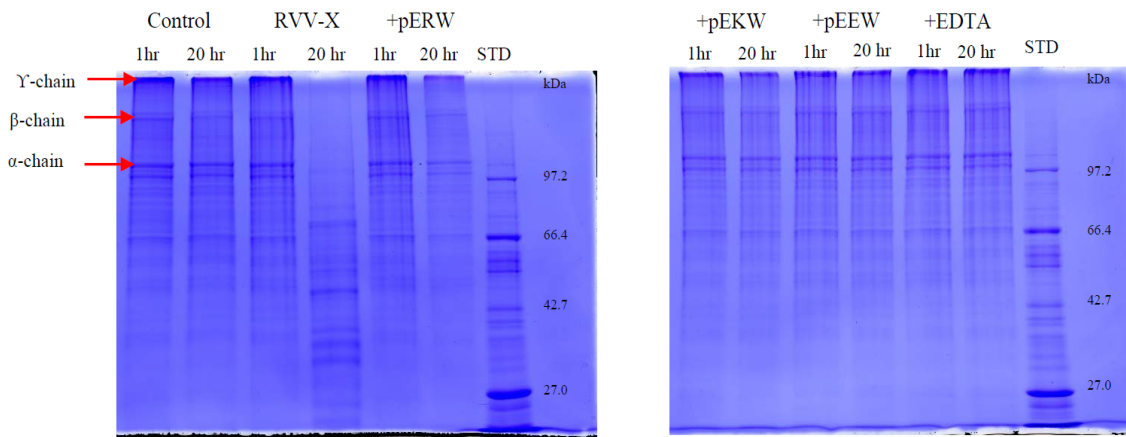 Control RVV-X +pERW
1hr 20 hr 1hr 20 hr 1hr 20 hr STD
ϒ-chain
kDa
β-chain
α-chain
97.2
66.4
42.7
27.0
+pEKW +pEEW +EDTA
1hr 20 hr 1hr 20 hr 1hr 20 hr STD
kDa
97.2
66.4
42.7
27.0